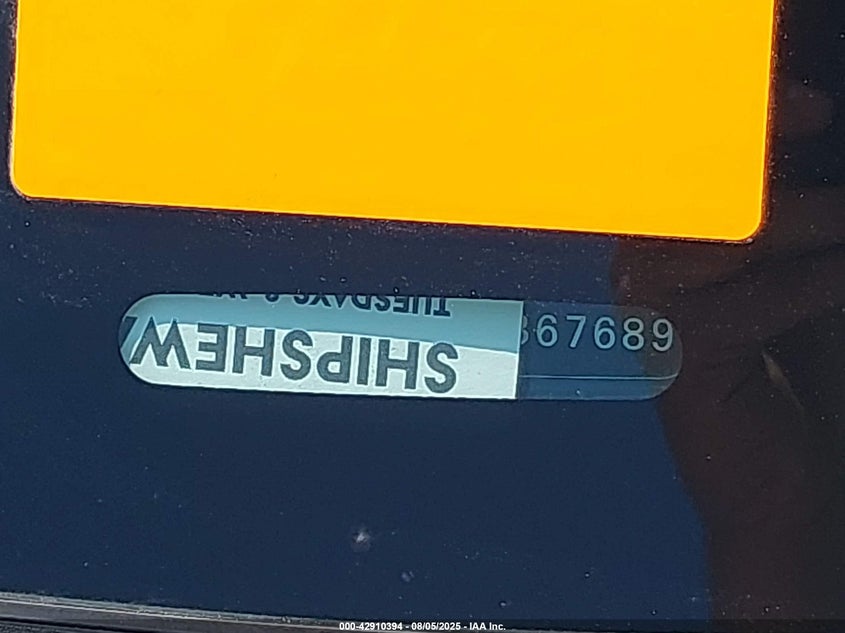 TUESDAYS &
SHIPSHEW
67689
000-42910394 - 08/05/2025 - IAA Inc.